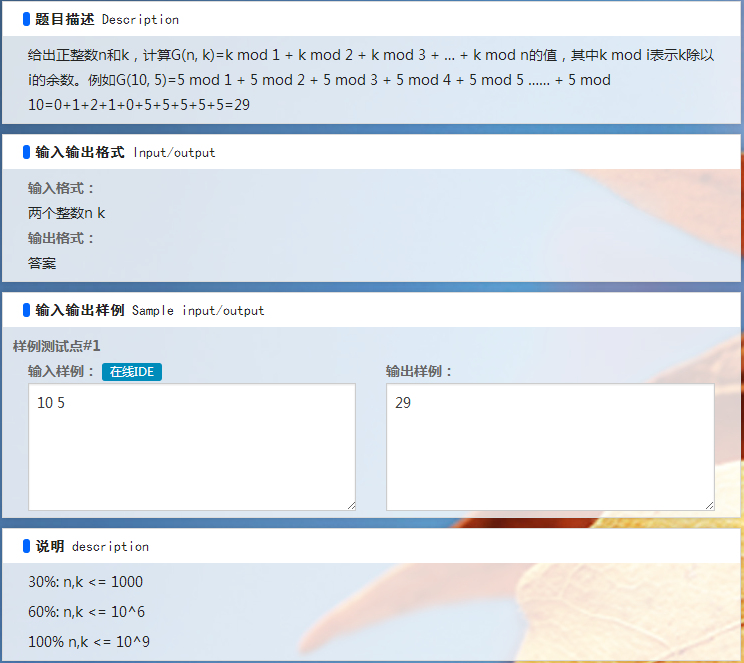 题目描述 Description
给出正整数n和k，计算G(n, k)=k mod 1 + k mod 2 + k mod 3 + ... + k mod n的值，其中k mod i表示k除以
i的余数。例如G(10, 5)=5 mod 1 + 5 mod 2 + 5 mod 3 + 5 mod 4 + 5 mod 5 ...... + 5 mod
10=0+1+2+1+0+5+5+5+5+5=29
输入输出格式 Input/output
输入格式：
两个整数n k
输出格式：
答案
输入输出样例 Sample input/output
样例测试点#1
输入样例： 在线IDE
输出样例：
10 5
29
说明 description
30%: n,k <= 1000
60%: n,k <= 10^6
100% n,k <= 10^9